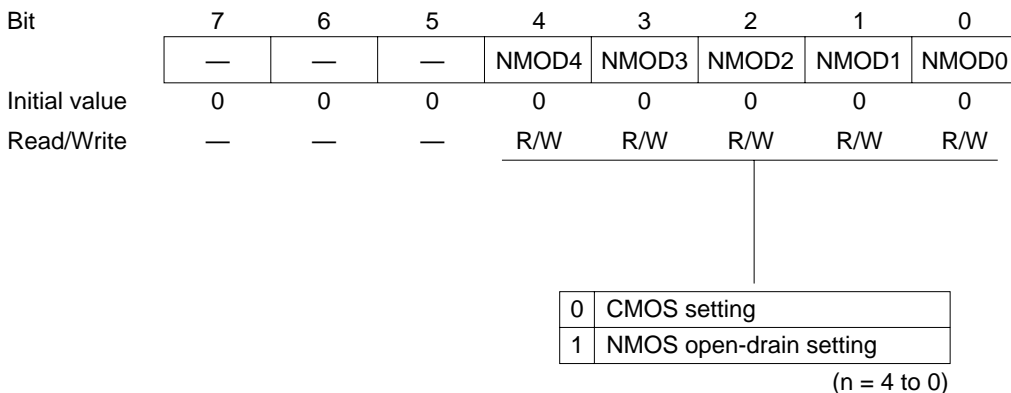 Bit 7 6 5 4 3 2 1 0
— — — NMOD4 NMOD3 NMOD2 NMOD1 NMOD0
Initial value 0 0 0 0 0 0 0 0
Read/Write — — — R/W R/W R/W R/W R/W
0 CMOS setting
1 NMOS open-drain setting
(n = 4 to 0)